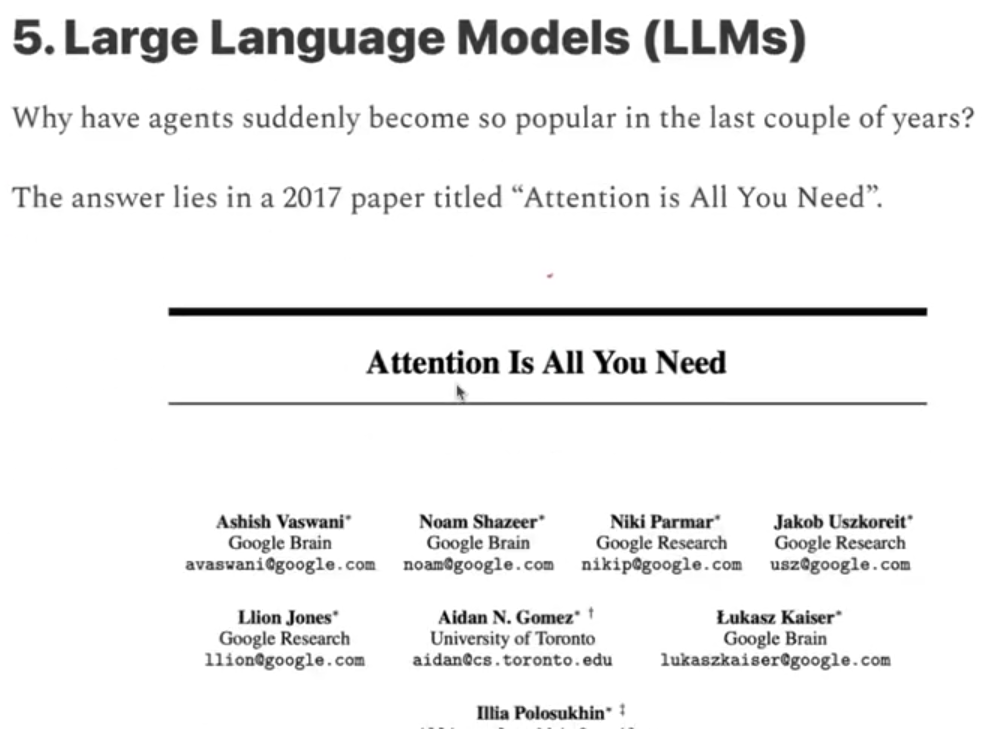 5. Large Language Models (LLMs)
Why have agents suddenly become so popular in the last couple of years?
The answer lies in a 2017 paper titled “Attention is All You Need”.
Attention Is All You Need
Ashish Vaswani* Noam Shazeer* Niki Parmar* Jakob Uszkoreit*
Google Brain Google Brain Google Research Google Research
avaswani@google.com noam@google.com nikip@google.com usz@google.com
Llion Jones* Aidan N. Gomez* † Łukasz Kaiser*
Google Research University of Toronto Google Brain
llion@google.com aidan@cs.toronto.edu lukaszkaiser@google.com
Illia Polosukhin* ‡